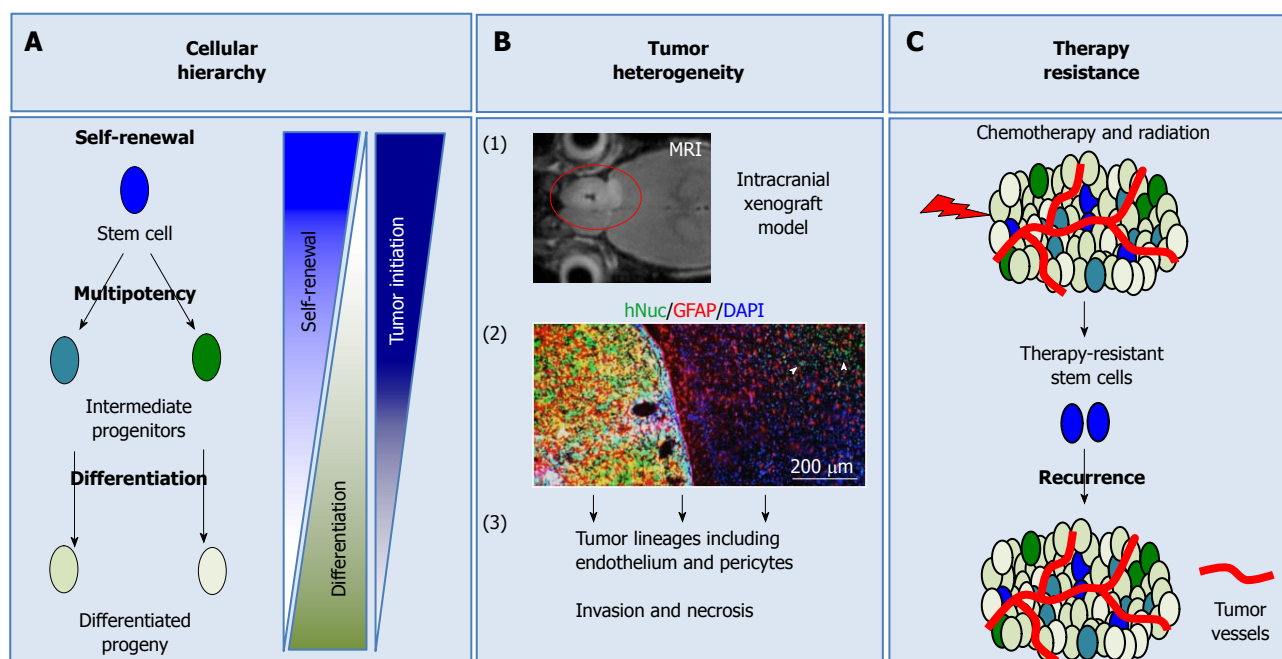 A
Cellular
hierarchy
Self-renewal
Stem cell
Multipotency
Intermediate
progenitors
Differentiation
Differentiated
progeny
Self-renewal
Differentiation
Tumor initiation
B
Tumor
heterogeneity
(1)
MRI
Intracranial
xenograft
model
hNuc/GFAP/DAPI
(2)
200 μm
(3)
Tumor lineages including
endothelium and pericytes
Invasion and necrosis
C
Therapy
resistance
Chemotherapy and radiation
Therapy-resistant
stem cells
Recurrence
Tumor
vessels